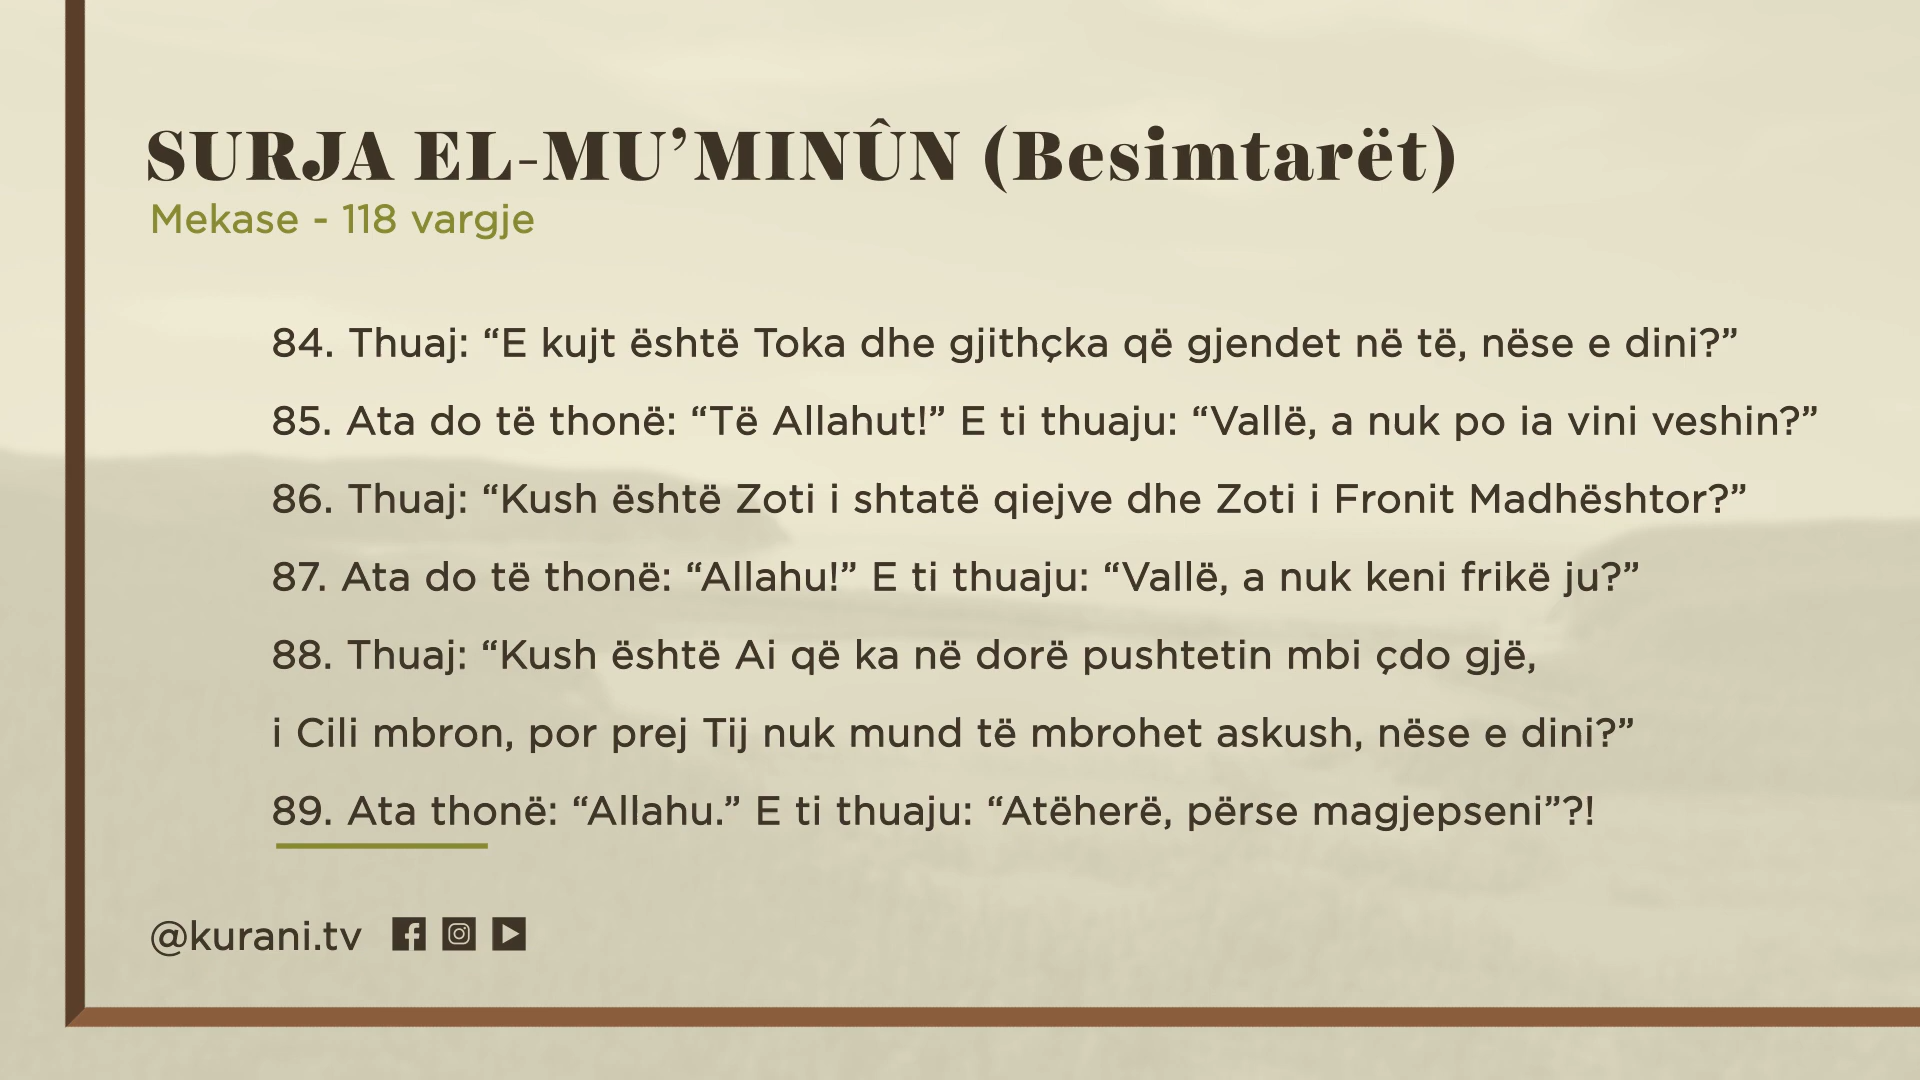 SURJA EL-MU’MINÛN (Besimtarët)
Mekase - 118 vargje
84. Thuaj: “E kujt është Toka dhe gjithçka që gjendet në të, nëse e dini?”
85. Ata do të thonë: “Të Allahut!” E ti thuaju: “Vallë, a nuk po ia vini veshin?”
86. Thuaj: “Kush është Zoti i shtatë qiejve dhe Zoti i Fronit Madhështor?”
87. Ata do të thonë: “Allahu!” E ti thuaju: “Vallë, a nuk keni frikë ju?”
88. Thuaj: “Kush është Ai që ka në dorë pushtetin mbi çdo gjë,
i Cili mbron, por prej Tij nuk mund të mbrohet askush, nëse e dini?”
89. Ata thonë: “Allahu.” E ti thuaju: “Atëherë, përse magjepseni”?!
@kurani.tv